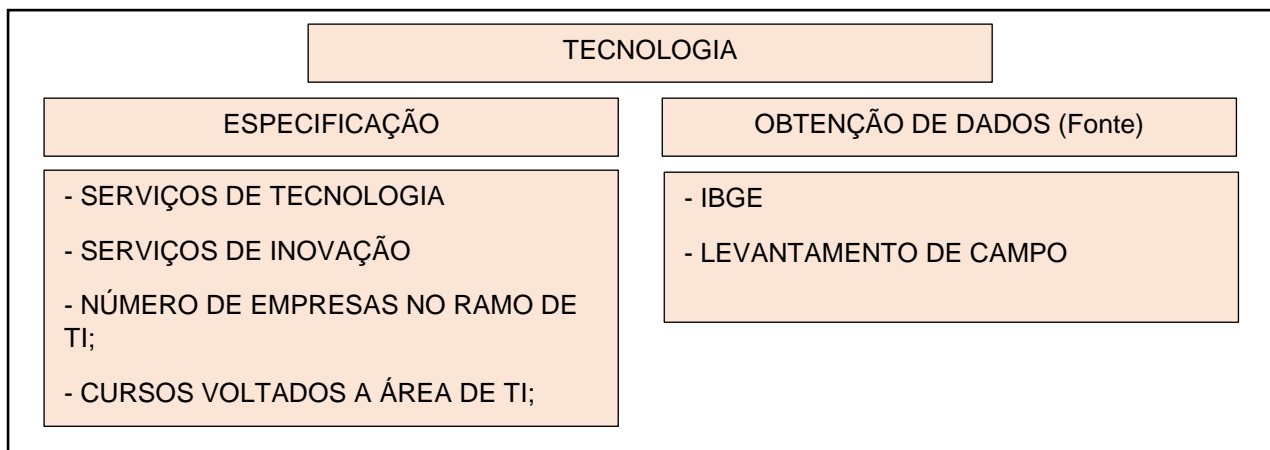 TECNOLOGIA
ESPECIFICAÇÃO
- SERVIÇOS DE TECNOLOGIA
- SERVIÇOS DE INOVAÇÃO
- NÚMERO DE EMPRESAS NO RAMO DE
TI;
- CURSOS VOLTADOS A ÁREA DE TI;
OBTENÇÃO DE DADOS (Fonte)
- IBGE
- LEVANTAMENTO DE CAMPO